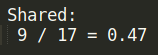 Shared:
9 / 17 = 0.47